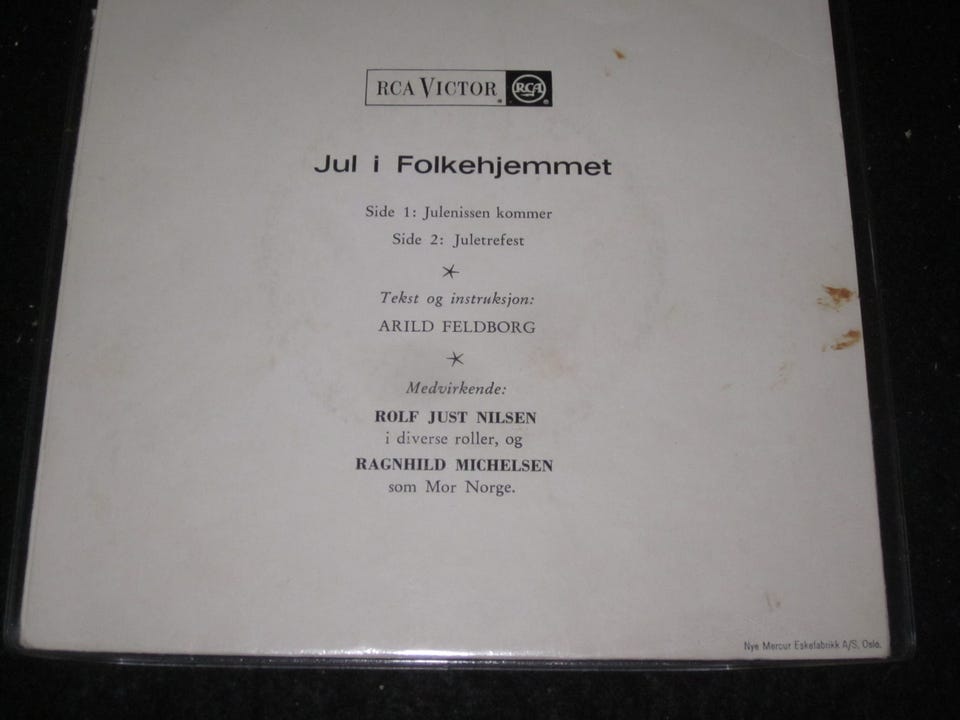 RCA VICTOR RCA
Jul i Folkehjemmet
Side 1: Julenissen kommer
Side 2: Juletrefest
Tekst og instruksjon:
ARILD FELDBORG
Medvirkende:
ROLF JUST NILSEN
i diverse roller, og
RAGNHILD MICHELSEN
som Mor Norge.
Nye Mercur Eskefabrikk A/S, Oslo.